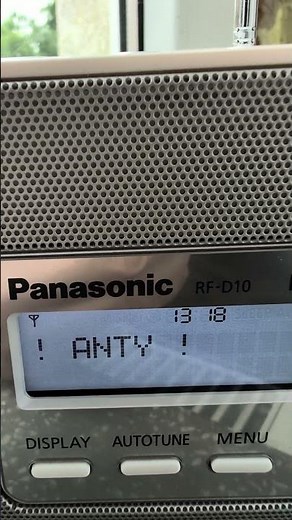 Panasonic RF-D10
13 18
! ANTY !
DISPLAY AUTOTUNE MENU